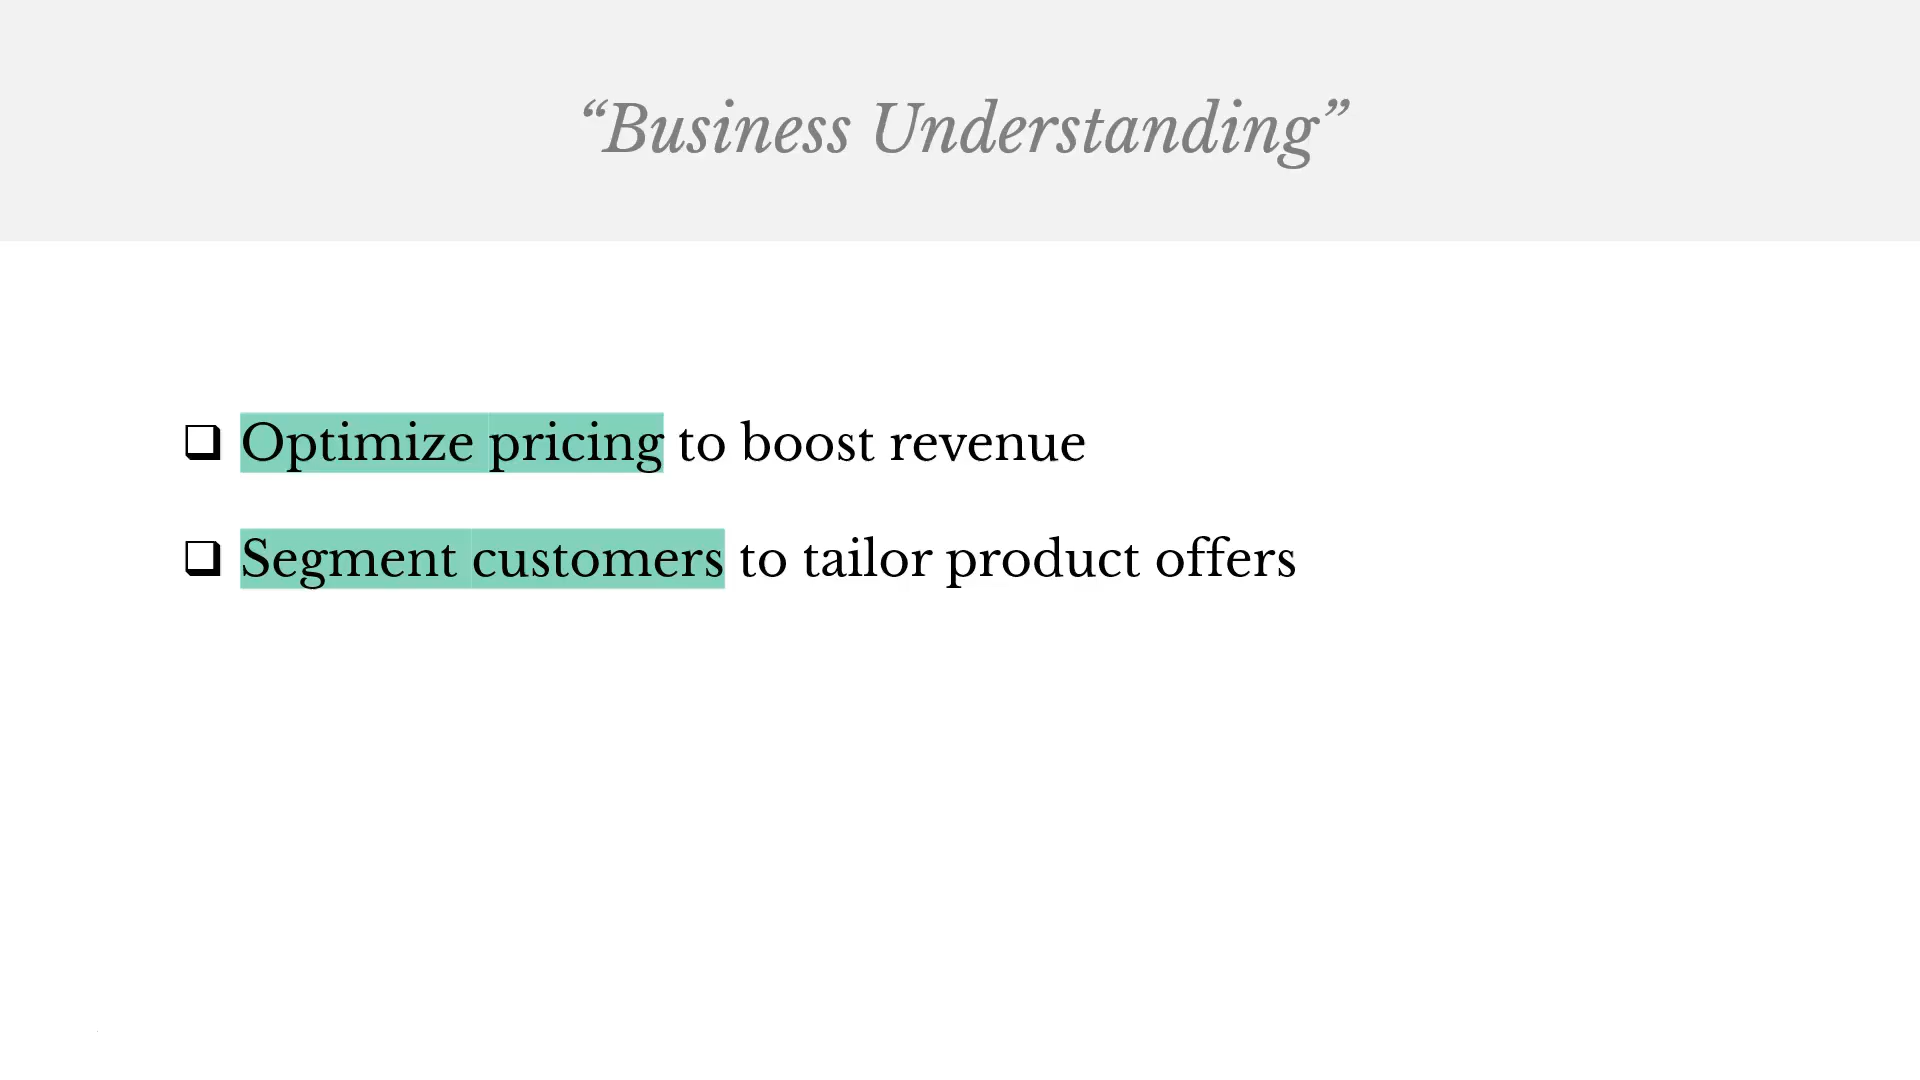 “Business Understanding”
❑ Optimize pricing to boost revenue
❑ Segment customers to tailor product offers